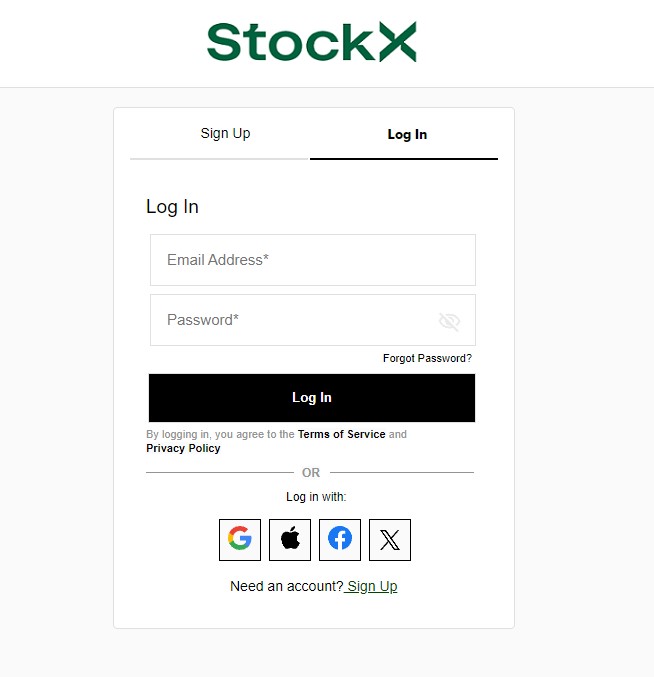 StockX
Sign Up
Log In
Log In
Email Address*
Password*
Forgot Password?
Log In
By logging in, you agree to the Terms of Service and
Privacy Policy
OR
Log in with:
Need an account? Sign Up